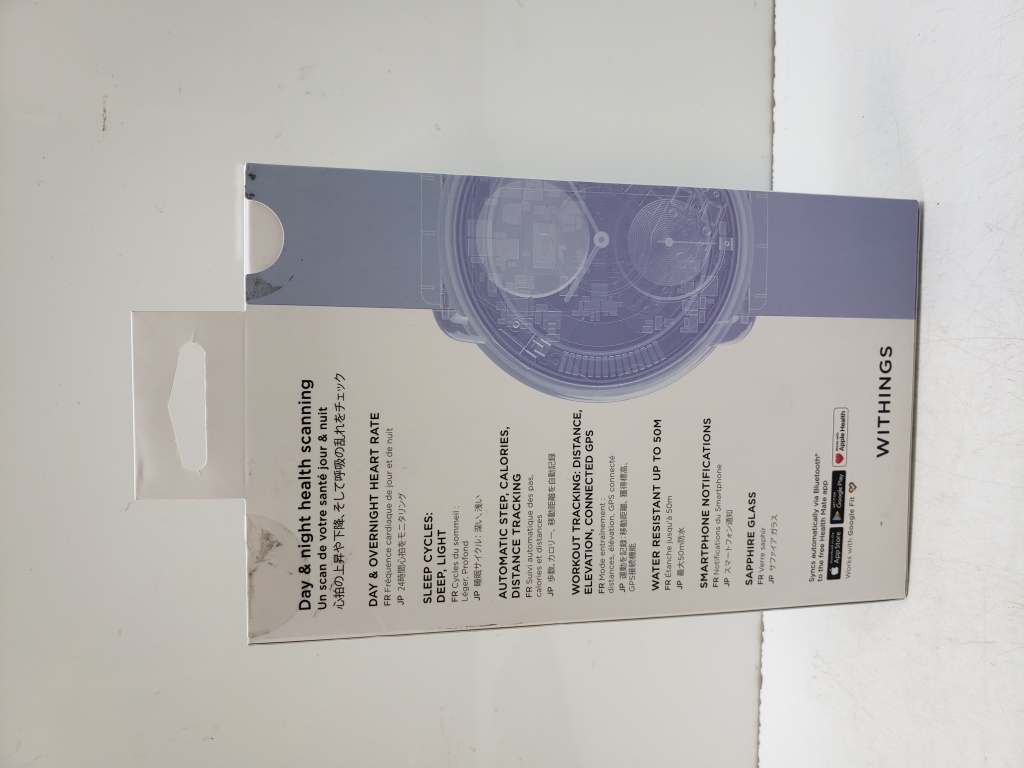 Day & night health scanning
Un scan de votre santé jour & nuit
心拍の上昇や下降、そして呼吸の乱れをチェック
DAY & OVERNIGHT HEART RATE
FR Fréquence cardiaque de jour et de nuit
JP 24時間心拍をモニタリング
SLEEP CYCLES:
DEEP, LIGHT
FR Cycles du sommeil :
Léger, Profond
JP 睡眠サイクル: 深い、浅い
AUTOMATIC STEP, CALORIES,
DISTANCE TRACKING
FR Suivi automatique des pas,
calories et distances
JP 歩数、カロリー、移動距離を自動記録
WORKOUT TRACKING: DISTANCE,
ELEVATION, CONNECTED GPS
FR Mode entraînement :
distances, élévation, GPS connecté
JP 運動を記録:移動距離、獲得標高、
GPS接続機能
WATER RESISTANT UP TO 50M
FR Étanche jusqu'à 50m
JP 最大50m防水
SMARTPHONE NOTIFICATIONS
FR Notifications du Smartphone
JP スマートフォン通知
SAPPHIRE GLASS
FR Verre saphir
JP サファイア ガラス
Syncs automatically via Bluetooth®
to the free Health Mate app
Download on the
App Store
GET IT ON
Google Play
Works with
Apple Health
Works with Google Fit
WITHINGS